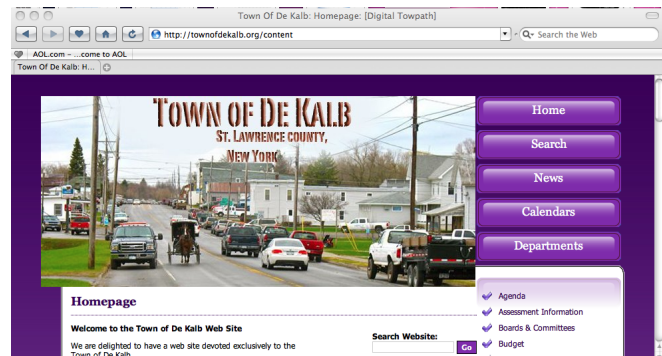 Town Of De Kalb: Homepage: [Digital Towpath]
http://townofdekalb.org/content
Search the Web
AOL.com – ...come to AOL
Town Of De Kalb: H...
TOWN OF DE KALB
ST. LAWRENCE COUNTY,
NEW YORK
Home
Search
News
Calendars
Departments
Homepage
Welcome to the Town of De Kalb Web Site
We are delighted to have a web site devoted exclusively to the
Town of De Kalb
Search Website:
Go
Agenda
Assessment Information
Boards & Committees
Budget